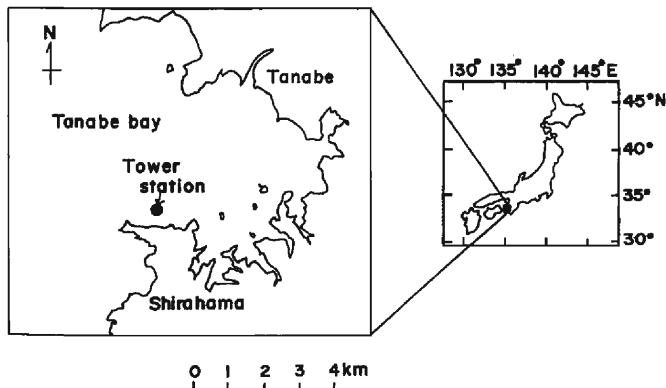 N
Tanabe
Tanabe bay
Tower
station
Shirahama
0 1 2 3 4km
130° 135° 140° 145°E
45°N
40°
35°
30°